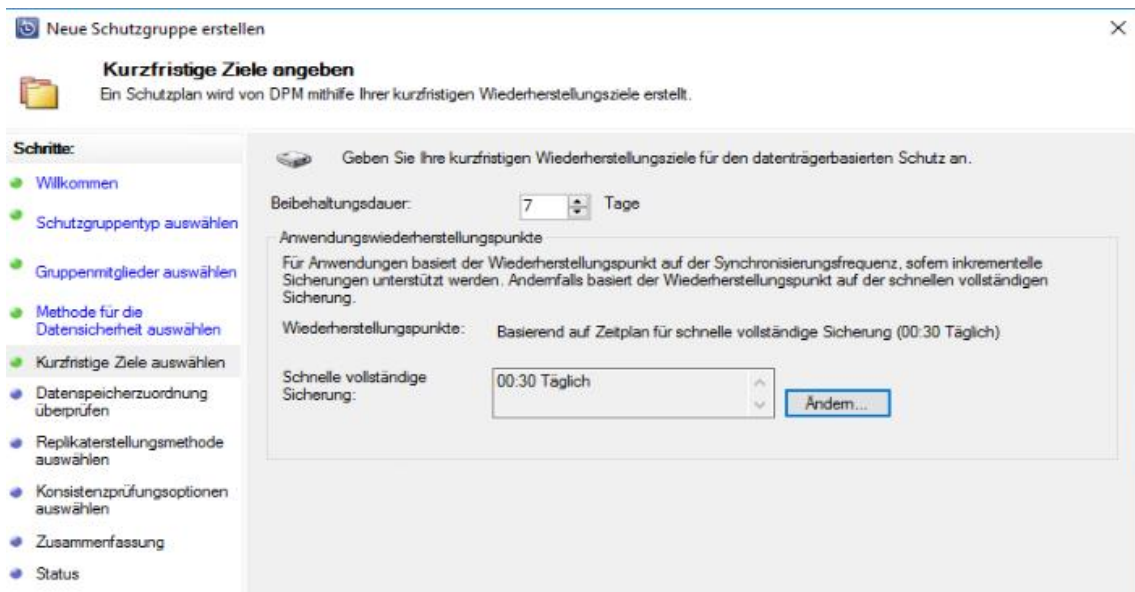 Neue Schutzgruppe erstellen
Kurzfristige Ziele angeben
Ein Schutzplan wird von DPM mithilfe Ihrer kurzfristigen Wiederherstellungsziele erstellt.
Schritte:
Willkommen
Schutzgruppentyp auswählen
Gruppenmitglieder auswählen
Methode für die
Datensicherheit auswählen
Kurzfristige Ziele auswählen
Datenspeicherzuordnung
überprüfen
Replikaterstellungsmethode
auswählen
Konsistenzprüfungsoptionen
auswählen
Zusammenfassung
Status
Geben Sie Ihre kurzfristigen Wiederherstellungsziele für den datenträgerbasierten Schutz an.
Beibehaltungsdauer: 7 Tage
Anwendungswiederherstellungspunkte
Für Anwendungen basiert der Wiederherstellungspunkt auf der Synchronisierungsfrequenz, sofern inkrementelle
Sicherungen unterstützt werden. Andernfalls basiert der Wiederherstellungspunkt auf der schnellen vollständigen
Sicherung.
Wiederherstellungspunkte: Basierend auf Zeitplan für schnelle vollständige Sicherung (00:30 Täglich)
Schnelle vollständige
Sicherung:
00:30 Täglich
Ändern...